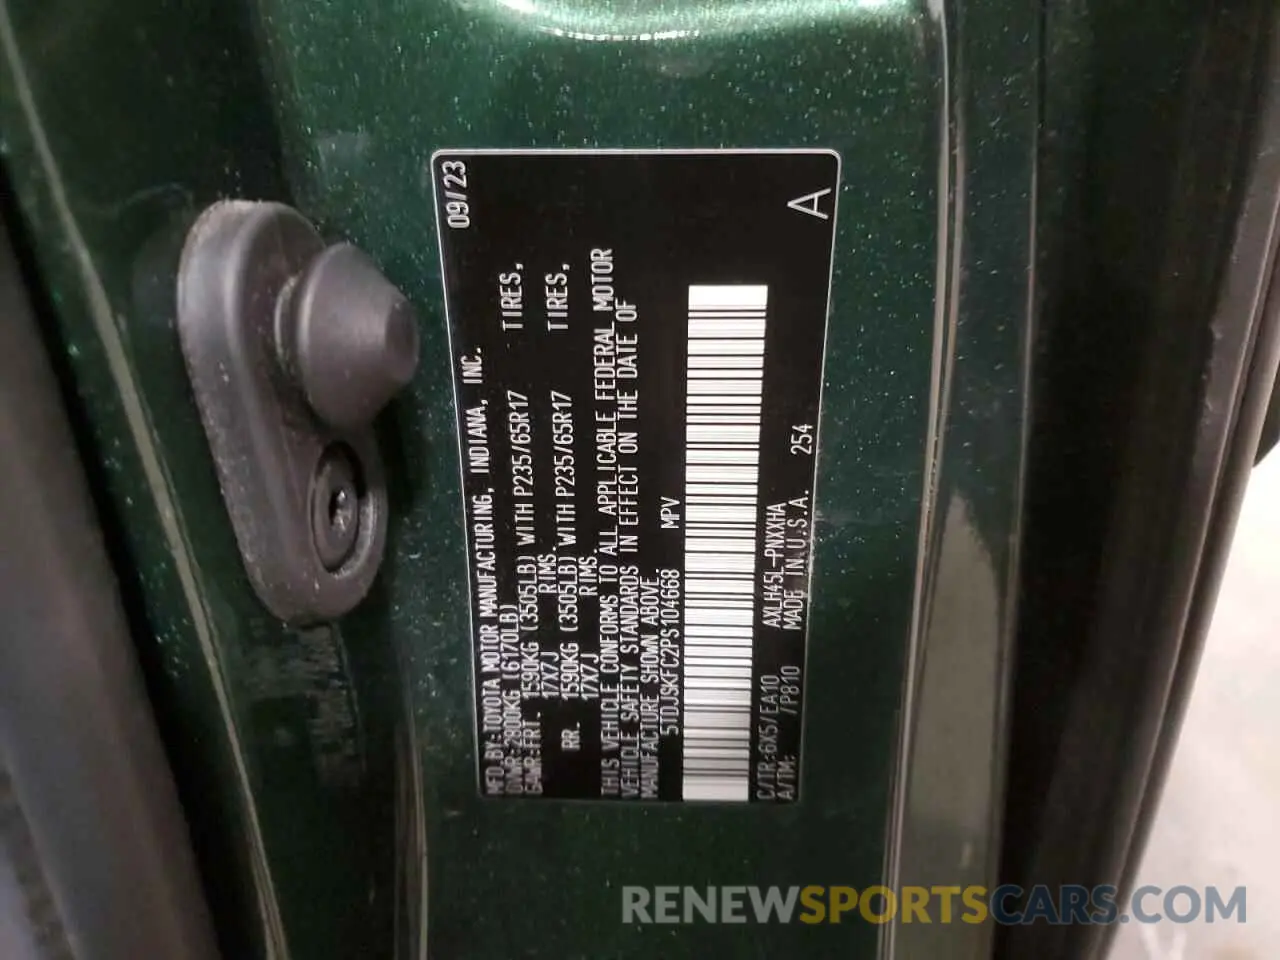 09/23
MFD BY: TOYOTA MOTOR MANUFACTURING, INDIANA, INC.
GVWR: 2800KG (6170LB)
GAWR: FRT. 1590KG (3505LB) WITH P235/65R17 TIRES,
17X7J RIMS.
RR. 1590KG (3505LB) WITH P235/65R17 TIRES,
17X7J RIMS.
THIS VEHICLE CONFORMS TO ALL APPLICABLE FEDERAL MOTOR
VEHICLE SAFETY STANDARDS IN EFFECT ON THE DATE OF
MANUFACTURE SHOWN ABOVE.
5TDJSKFC2PS104668 MPV
C/TR: 6X5/EA10 AXLH45L-PNXXHA
A/TM: /P810 MADE IN U.S.A. 254
A
RENEWSPORTSCARS.COM